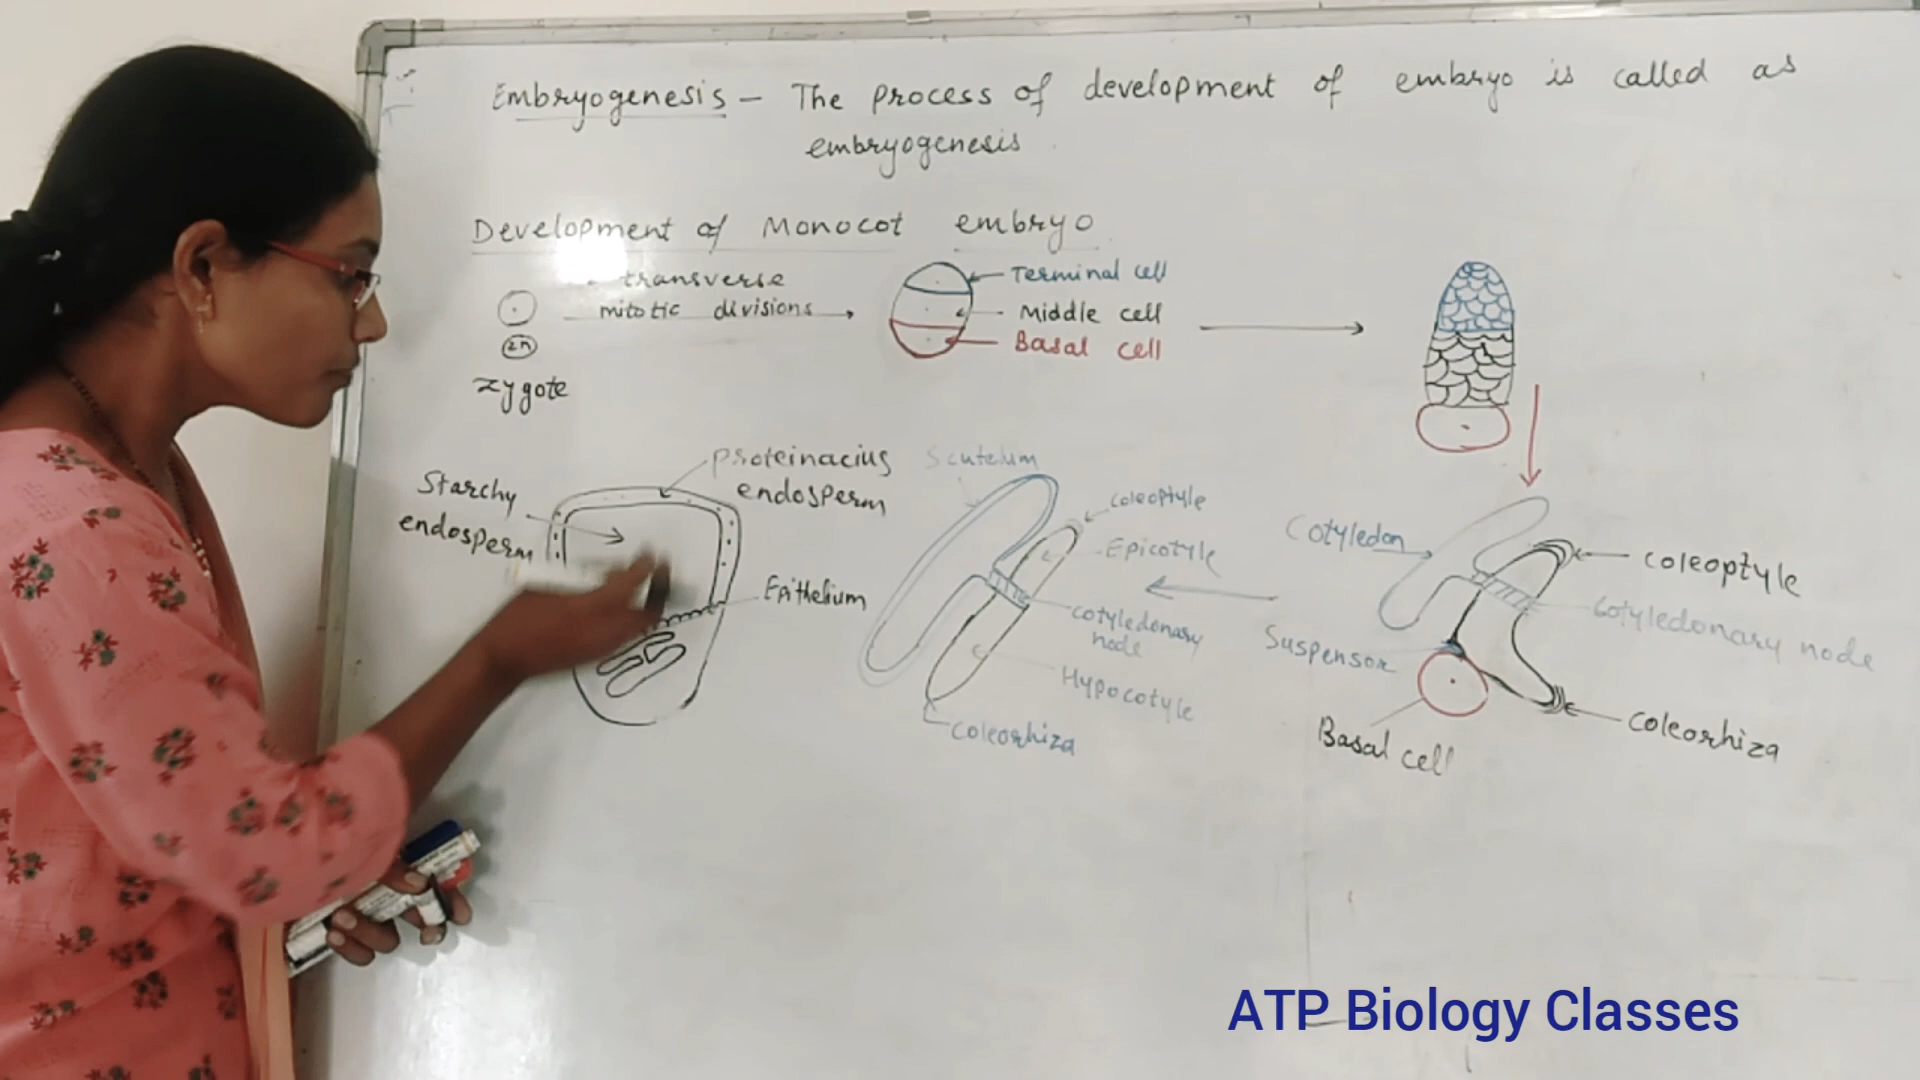 Embryogenesis – The process of development of embryo is called as
embryogenesis.
Development of Monocot embryo
transverse
mitotic divisions
2n
zygote
Terminal cell
Middle cell
Basal cell
Starchy
endosperm
Proteinacius
endosperm
Epithelium
Scutelum
coleoptyle
Epicotyle
cotyledonary
node
Hypocotyle
coleorhiza
Cotyledon
coleoptyle
Cotyledonary node
Suspensor
Basal cell
coleorhiza
ATP Biology Classes